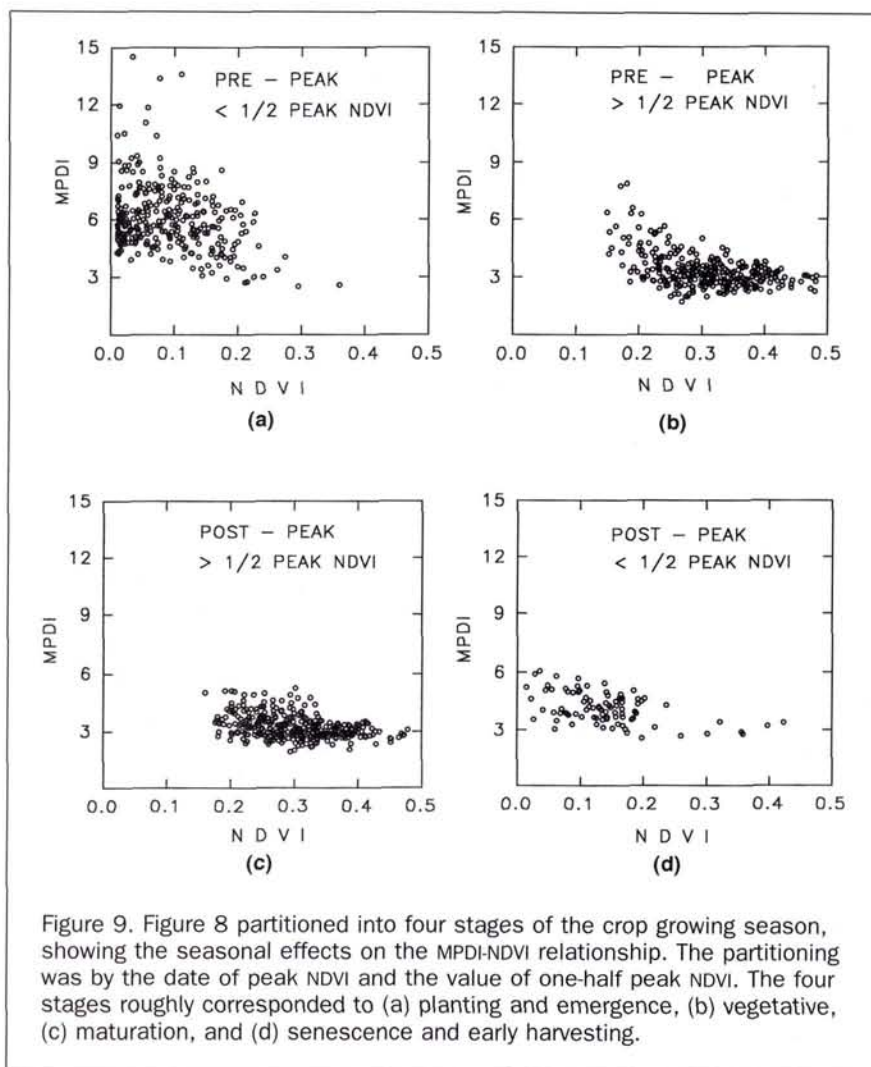 15
12
9
6
3
MPDI
PRE – PEAK
< 1/2 PEAK NDVI
0.0 0.1 0.2 0.3 0.4 0.5
N D V I
(a)
15
12
9
6
3
MPDI
PRE – PEAK
> 1/2 PEAK NDVI
0.0 0.1 0.2 0.3 0.4 0.5
N D V I
(b)
15
12
9
6
3
MPDI
POST – PEAK
> 1/2 PEAK NDVI
0.0 0.1 0.2 0.3 0.4 0.5
N D V I
(c)
15
12
9
6
3
MPDI
POST – PEAK
< 1/2 PEAK NDVI
0.0 0.1 0.2 0.3 0.4 0.5
N D V I
(d)
Figure 9. Figure 8 partitioned into four stages of the crop growing season,
showing the seasonal effects on the MPDI-NDVI relationship. The partitioning
was by the date of peak NDVI and the value of one-half peak NDVI. The four
stages roughly corresponded to (a) planting and emergence, (b) vegetative,
(c) maturation, and (d) senescence and early harvesting.